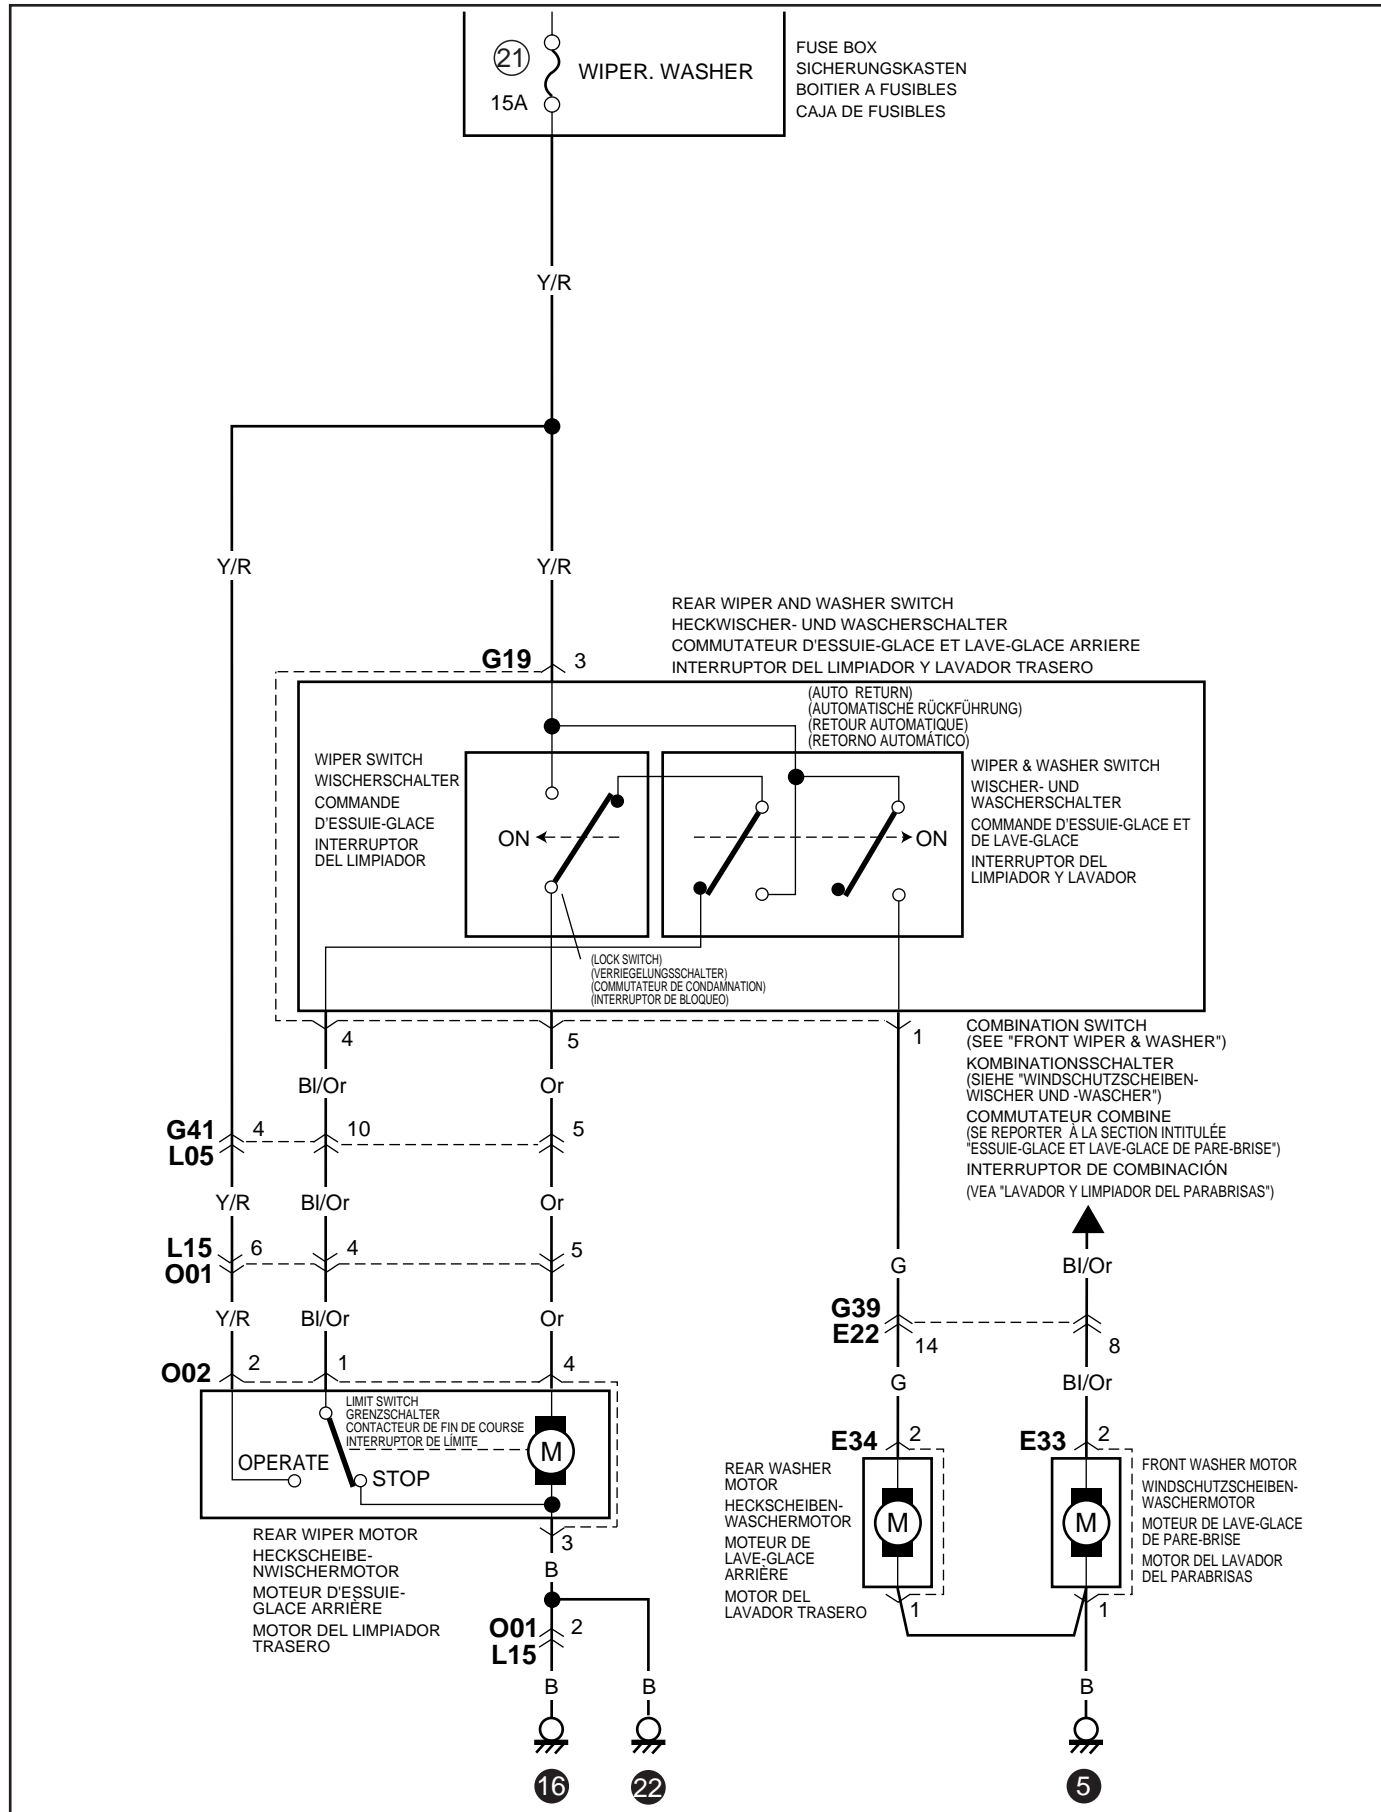 21
15A
WIPER. WASHER
FUSE BOX
SICHERUNGSKASTEN
BOITIER A FUSIBLES
CAJA DE FUSIBLES
Y/R
Y/R
Y/R
REAR WIPER AND WASHER SWITCH
HECKWISCHER- UND WASCHERSCHALTER
COMMUTATEUR D'ESSUIE-GLACE ET LAVE-GLACE ARRIERE
INTERRUPTOR DEL LIMPIADOR Y LAVADOR TRASERO
G19
3
(AUTO RETURN)
(AUTOMATISCHE RÜCKFÜHRUNG)
(RETOUR AUTOMATIQUE)
(RETORNO AUTOMÁTICO)
WIPER SWITCH
WISCHERSCHALTER
COMMANDE
D'ESSUIE-GLACE
INTERRUPTOR
DEL LIMPIADOR
ON
ON
WIPER & WASHER SWITCH
WISCHER- UND
WASCHERSCHALTER
COMMANDE D'ESSUIE-GLACE ET
DE LAVE-GLACE
INTERRUPTOR DEL
LIMPIADOR Y LAVADOR
(LOCK SWITCH)
(VERRIEGELUNGSSCHALTER)
(COMMUTATEUR DE CONDAMNATION)
(INTERRUPTOR DE BLOQUEO)
4
5
1
COMBINATION SWITCH
(SEE "FRONT WIPER & WASHER")
KOMBINATIONSSCHALTER
(SIEHE "WINDSCHUTZSCHEIBEN-
WISCHER UND -WASCHER")
COMMUTATEUR COMBINE
(SE REPORTER À LA SECTION INTITULÉE
"ESSUIE-GLACE ET LAVE-GLACE DE PARE-BRISE")
INTERRUPTOR DE COMBINACIÓN
(VEA "LAVADOR Y LIMPIADOR DEL PARABRISAS")
Bl/Or
Or
G41
L05
4
10
5
Y/R
Bl/Or
Or
L15
O01
6
4
5
G
Bl/Or
Y/R
Bl/Or
Or
G39
E22
14
8
O02
2
1
4
G
Bl/Or
LIMIT SWITCH
GRENZSCHALTER
CONTACTEUR DE FIN DE COURSE
INTERRUPTOR DE LÍMITE
OPERATE
STOP
M
E34
2
E33
2
REAR WASHER
MOTOR
HECKSCHEIBEN-
WASCHERMOTOR
MOTEUR DE
LAVE-GLACE
ARRIÈRE
MOTOR DEL
LAVADOR TRASERO
M
M
FRONT WASHER MOTOR
WINDSCHUTZSCHEIBEN-
WASCHERMOTOR
MOTEUR DE LAVE-GLACE
DE PARE-BRISE
MOTOR DEL LAVADOR
DEL PARABRISAS
1
1
REAR WIPER MOTOR
HECKSCHEIBE-
NWISCHERMOTOR
MOTEUR D'ESSUIE-
GLACE ARRIÈRE
MOTOR DEL LIMPIADOR
TRASERO
3
B
O01
L15
2
B
B
B
16
22
5